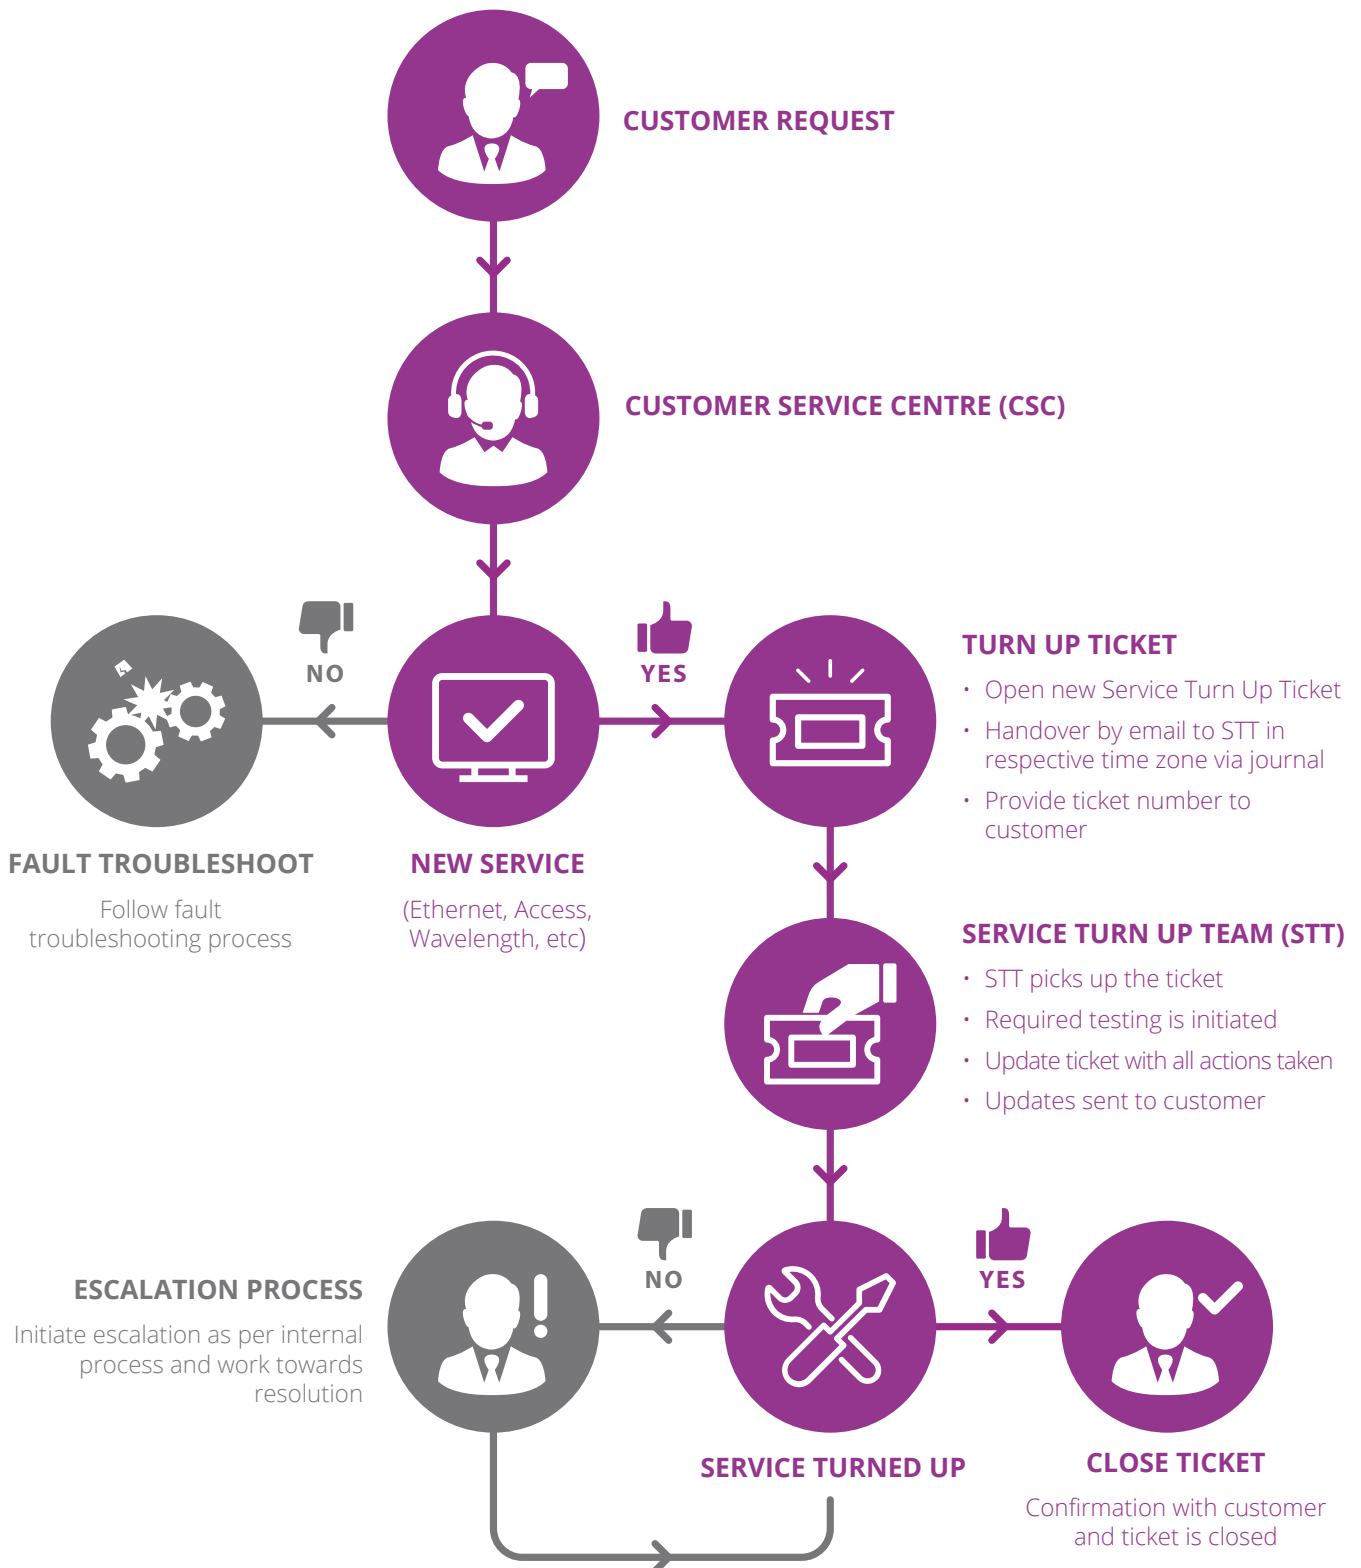 CUSTOMER REQUEST
CUSTOMER SERVICE CENTRE (CSC)
NO
YES
TURN UP TICKET
• Open new Service Turn Up Ticket
• Handover by email to STT in
respective time zone via journal
• Provide ticket number to
customer
FAULT TROUBLESHOOT
Follow fault
troubleshooting process
NEW SERVICE
(Ethernet, Access,
Wavelength, etc)
SERVICE TURN UP TEAM (STT)
• STT picks up the ticket
• Required testing is initiated
• Update ticket with all actions taken
• Updates sent to customer
NO
YES
ESCALATION PROCESS
Initiate escalation as per internal
process and work towards
resolution
SERVICE TURNED UP
CLOSE TICKET
Confirmation with customer
and ticket is closed